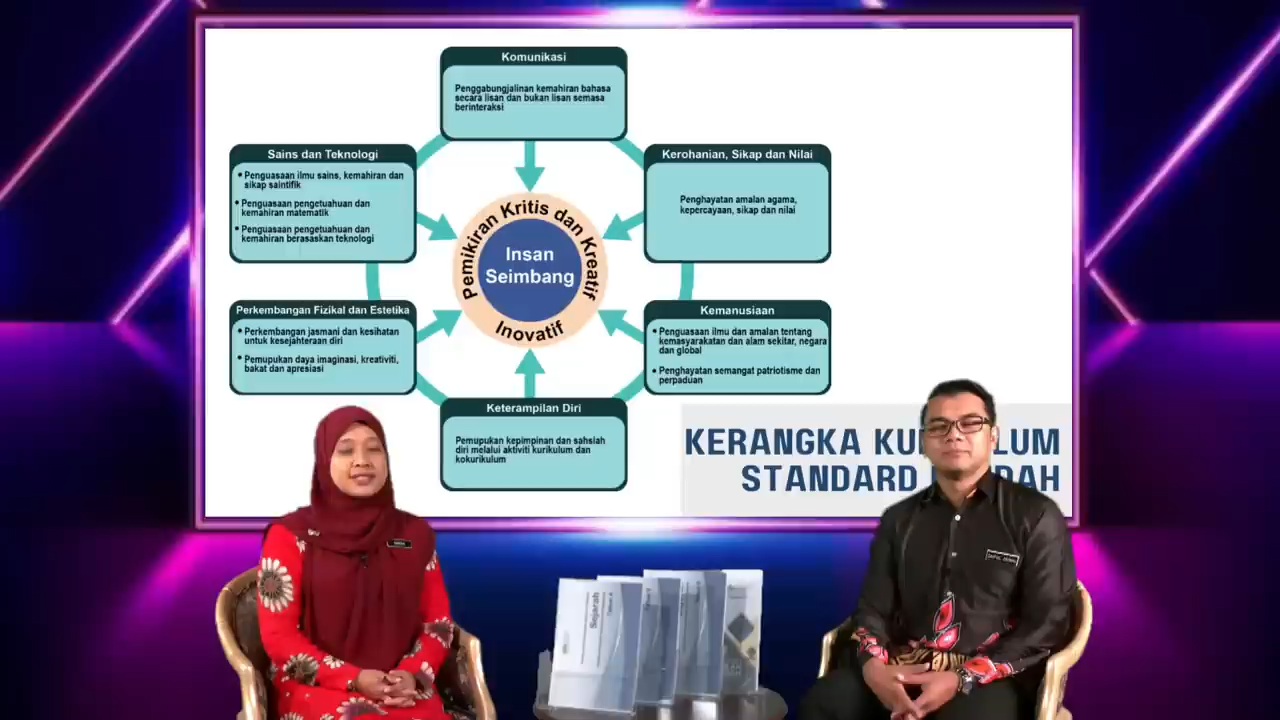 Komunikasi
Penggabungjalinan kemahiran bahasa
secara lisan dan bukan lisan semasa
berinteraksi
Sains dan Teknologi
• Penguasaan ilmu sains, kemahiran dan
sikap saintifik
• Penguasaan pengetuahuan dan
kemahiran matematik
• Penguasaan pengetuahuan dan
kemahiran berasaskan teknologi
Kerohanian, Sikap dan Nilai
Penghayatan amalan agama,
kepercayaan, sikap dan nilai
Pemikiran Kritis dan Kreatif
Insan
Seimbang
Inovatif
Perkembangan Fizikal dan Estetika
• Perkembangan jasmani dan kesihatan
untuk kesejahteraan diri
• Pemupukan daya imaginasi, kreativiti,
bakat dan apresiasi
Kemanusiaan
• Penguasaan ilmu dan amalan tentang
kemasyarakatan dan alam sekitar, negara
dan global
• Penghayatan semangat patriotisme dan
perpaduan
Keterampilan Diri
Pemupukan kepimpinan dan sahsiah
diri melalui aktiviti kurikulum dan
kokurikulum
KERANGKA KU LUM
STANDARD DAH
Sejarah